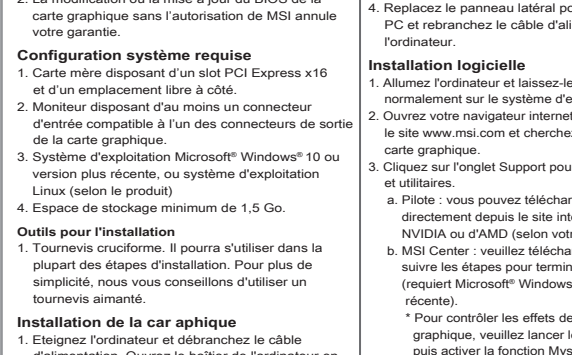 2. La modification ou la mise à jour du BIOS de la
carte graphique sans l'autorisation de MSI annule
votre garantie.
Configuration système requise
1. Carte mère disposant d'un slot PCI Express x16
et d'un emplacement libre à côté.
2. Moniteur disposant d'au moins un connecteur
d'entrée compatible à l'un des connecteurs de sortie
de la carte graphique.
3. Système d'exploitation Microsoft® Windows® 10 ou
version plus récente, ou système d'exploitation
Linux (selon le produit)
4. Espace de stockage minimum de 1,5 Go.
Outils pour l'installation
1. Tournevis cruciforme. Il pourra s'utiliser dans la
plupart des étapes d'installation. Pour plus de
simplicité, nous vous conseillons d'utiliser un
tournevis aimanté.
Installation de la car aphique
1. Eteignez l'ordinateur et débranchez le câble
d'alimentation. Ouvrez le boîtier de l'ordinateur en
4. Replacez le panneau latéral
PC et rebranchez le câble
l'ordinateur.
Installation logicielle
1. Allumez l'ordinateur et laissez-le
normalement sur le système
2. Ouvrez votre navigateur internet
le site www.msi.com et
carte graphique.
3. Cliquez sur l'onglet Support
et utilitaires.
a. Pilote : vous pouvez
directement depuis le site
NVIDIA ou d'AMD (selon
b. MSI Center : veuillez
suivre les étapes pour
(requiert Microsoft® Windows
récente).
* Pour contrôler les effets de
graphique, veuillez lancer
puis activer la fonction